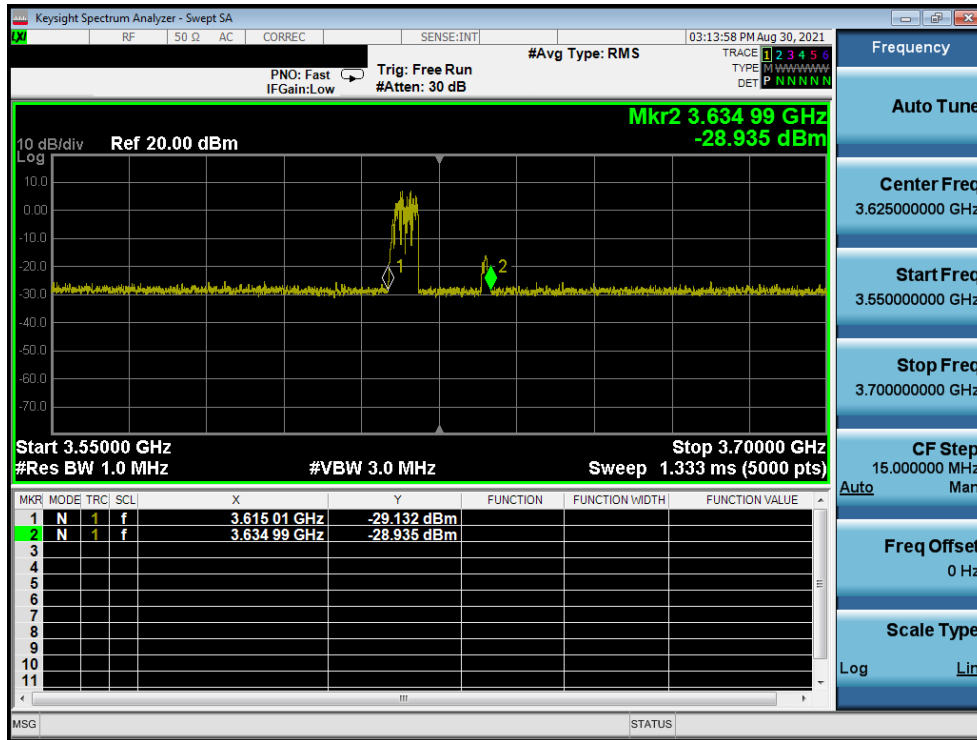 Keysight Spectrum Analyzer - Swept SA
LXI RF 50 Ω AC CORREC SENSE:INT 03:13:58 PM Aug 30, 2021
#Avg Type: RMS
TRACE 1 2 3 4 5 6
TYPE M WWWWW
DET P N N N N N
PNO: Fast Trig: Free Run
IFGain:Low #Atten: 30 dB
Mkr2 3.634 99 GHz
-28.935 dBm
10 dB/div Ref 20.00 dBm
Log
10.0
0.00
-10.0
-20.0
-30.0
-40.0
-50.0
-60.0
-70.0
1
2
Start 3.55000 GHz Stop 3.70000 GHz
#Res BW 1.0 MHz #VBW 3.0 MHz Sweep 1.333 ms (5000 pts)
MKR MODE TRC SCL X Y FUNCTION FUNCTION WIDTH FUNCTION VALUE
1 N 1 f 3.615 01 GHz -29.132 dBm
2 N 1 f 3.634 99 GHz -28.935 dBm
3
4
5
6
7
8
9
10
11
MSG STATUS
Frequency
Auto Tune
Center Freq
3.625000000 GHz
Start Freq
3.550000000 GHz
Stop Freq
3.700000000 GHz
CF Step
15.000000 MHz
Auto Man
Freq Offset
0 Hz
Scale Type
Log Lin